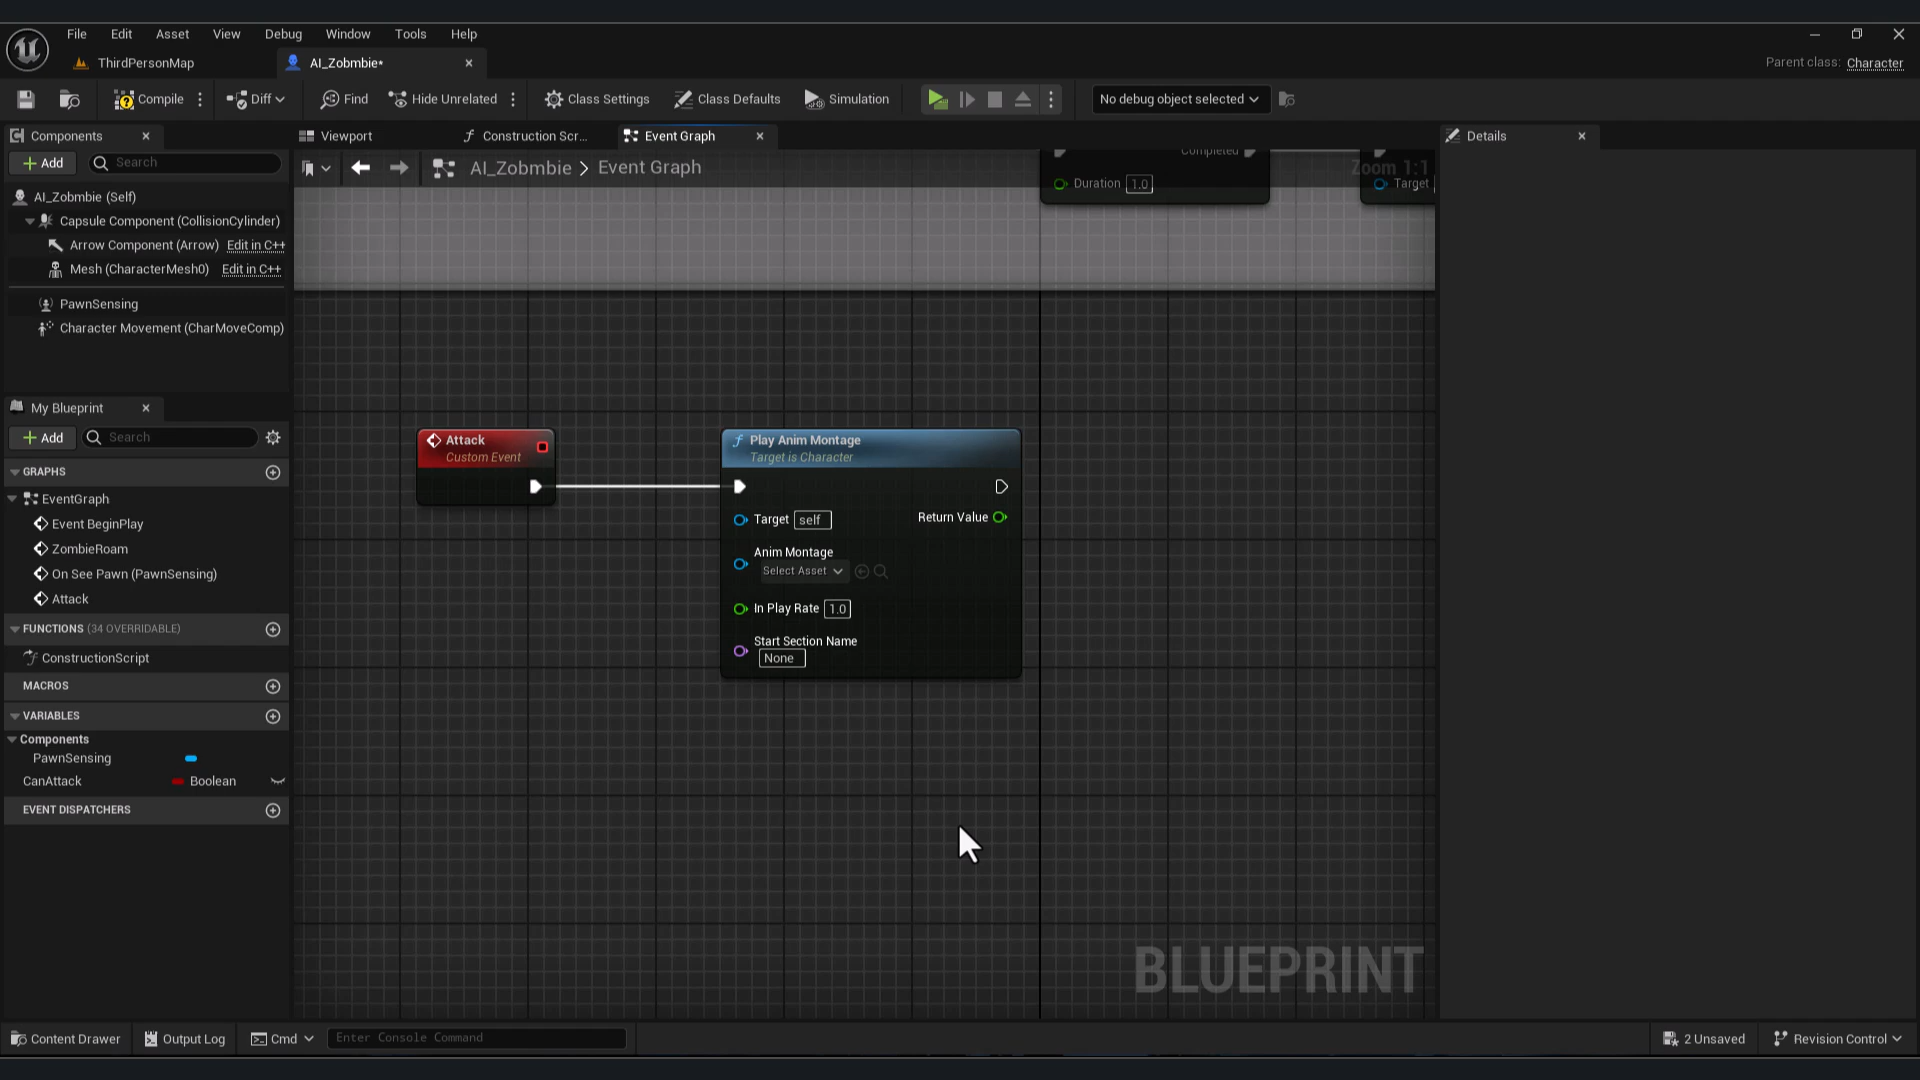 File Edit Asset View Debug Window Tools Help
ThirdPersonMap
AI_Zobmbie*
Parent class: Character
Compile
Diff
Find
Hide Unrelated
Class Settings
Class Defaults
Simulation
No debug object selected
Components
Viewport
Construction Scr...
Event Graph
Details
Add
Search
AI_Zobmbie > Event Graph
Zoom 1:1
Completed
Duration 1.0
Target
AI_Zobmbie (Self)
Capsule Component (CollisionCylinder)
Arrow Component (Arrow) Edit in C++
Mesh (CharacterMesh0) Edit in C++
PawnSensing
Character Movement (CharMoveComp)
My Blueprint
Add
Search
GRAPHS
EventGraph
Event BeginPlay
ZombieRoam
On See Pawn (PawnSensing)
Attack
FUNCTIONS (34 OVERRIDABLE)
ConstructionScript
MACROS
VARIABLES
Components
PawnSensing
CanAttack Boolean
EVENT DISPATCHERS
Attack
Custom Event
Play Anim Montage
Target is Character
Target self
Return Value
Anim Montage
Select Asset
In Play Rate 1.0
Start Section Name
None
BLUEPRINT
Content Drawer
Output Log
Cmd
Enter Console Command
2 Unsaved
Revision Control